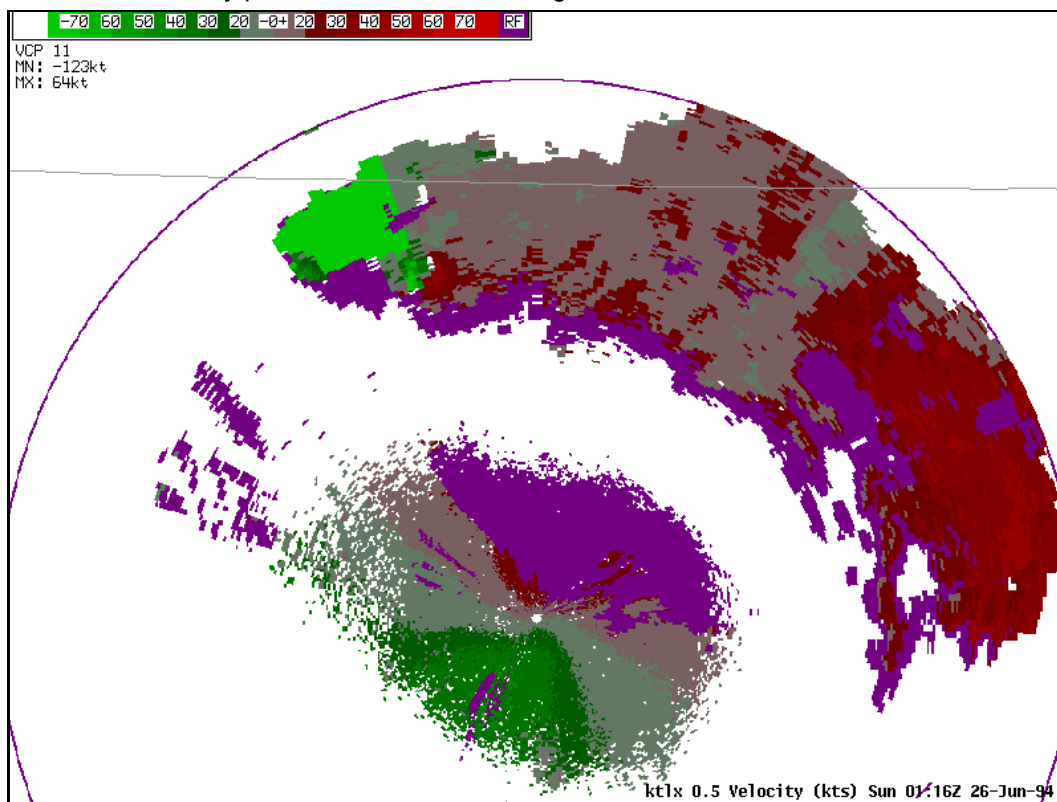 -70 60 50 40 30 20 -0+ 20 30 40 50 60 70 RF
VCP 11
MN: -123kt
MX: 64kt
ktlx 0.5 Velocity (kts) Sun 01:16Z 26-Jun-94